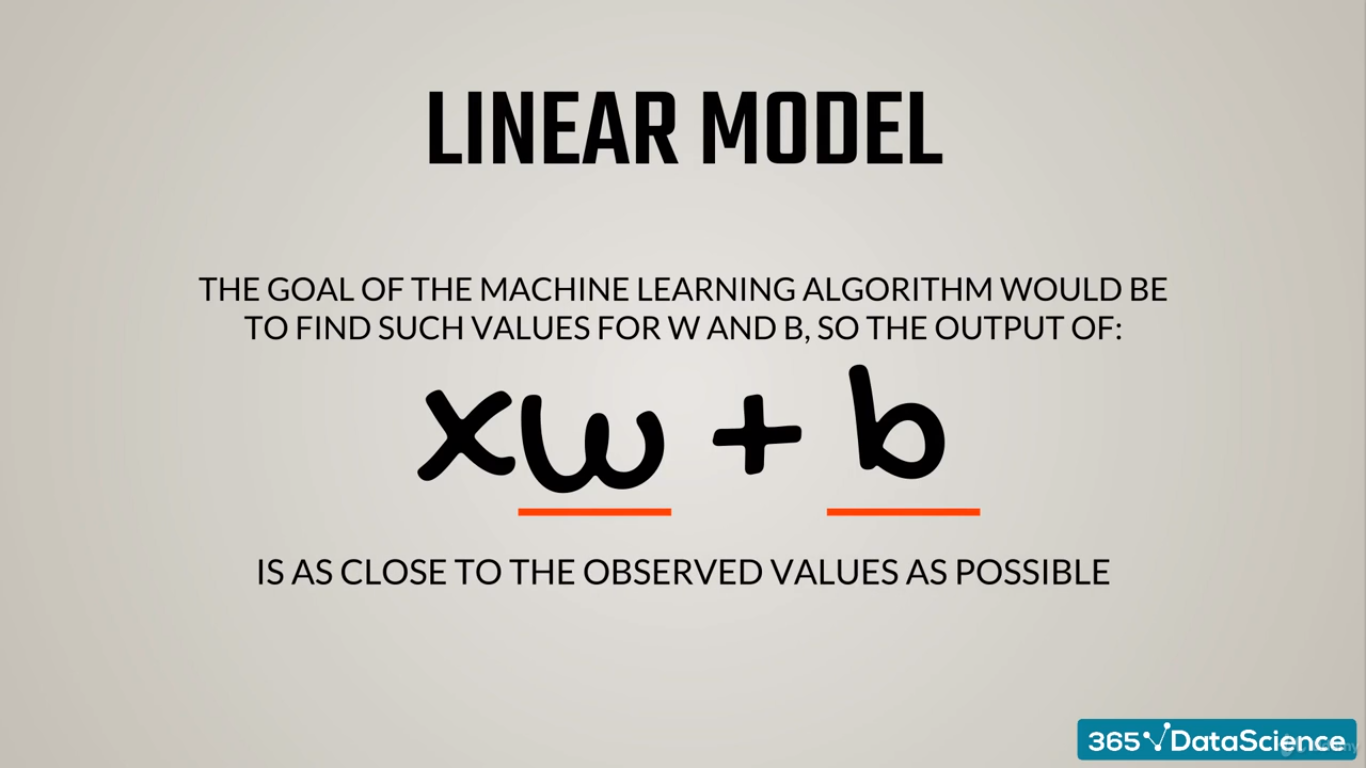 LINEAR MODEL
THE GOAL OF THE MACHINE LEARNING ALGORITHM WOULD BE
TO FIND SUCH VALUES FOR W AND B, SO THE OUTPUT OF:
xw + b
IS AS CLOSE TO THE OBSERVED VALUES AS POSSIBLE
365 DataScience